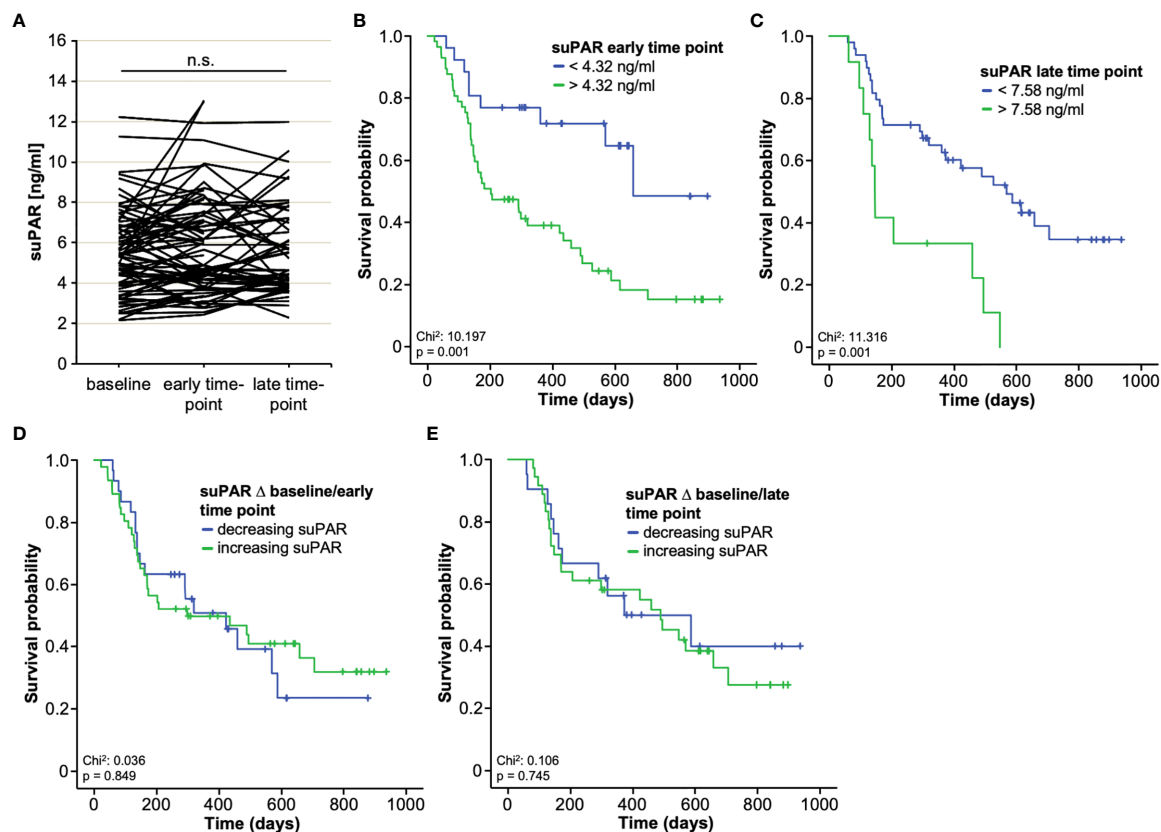 A
suPAR [ng/ml]
16
14
12
10
8
6
4
2
0
n.s.
baseline
early time-
point
late time-
point
B
Survival probability
1.0
0.8
0.6
0.4
0.2
0
suPAR early time point
< 4.32 ng/ml
> 4.32 ng/ml
Chi²: 10.197
p = 0.001
0 200 400 600 800 1000
Time (days)
C
Survival probability
1.0
0.8
0.6
0.4
0.2
0
suPAR late time point
< 7.58 ng/ml
> 7.58 ng/ml
Chi²: 11.316
p = 0.001
0 200 400 600 800 1000
Time (days)
D
Survival probability
1.0
0.8
0.6
0.4
0.2
0
suPAR Δ baseline/early
time point
decreasing suPAR
increasing suPAR
Chi²: 0.036
p = 0.849
0 200 400 600 800 1000
Time (days)
E
Survival probability
1.0
0.8
0.6
0.4
0.2
0
suPAR Δ baseline/late
time point
decreasing suPAR
increasing suPAR
Chi²: 0.106
p = 0.745
0 200 400 600 800 1000
Time (days)